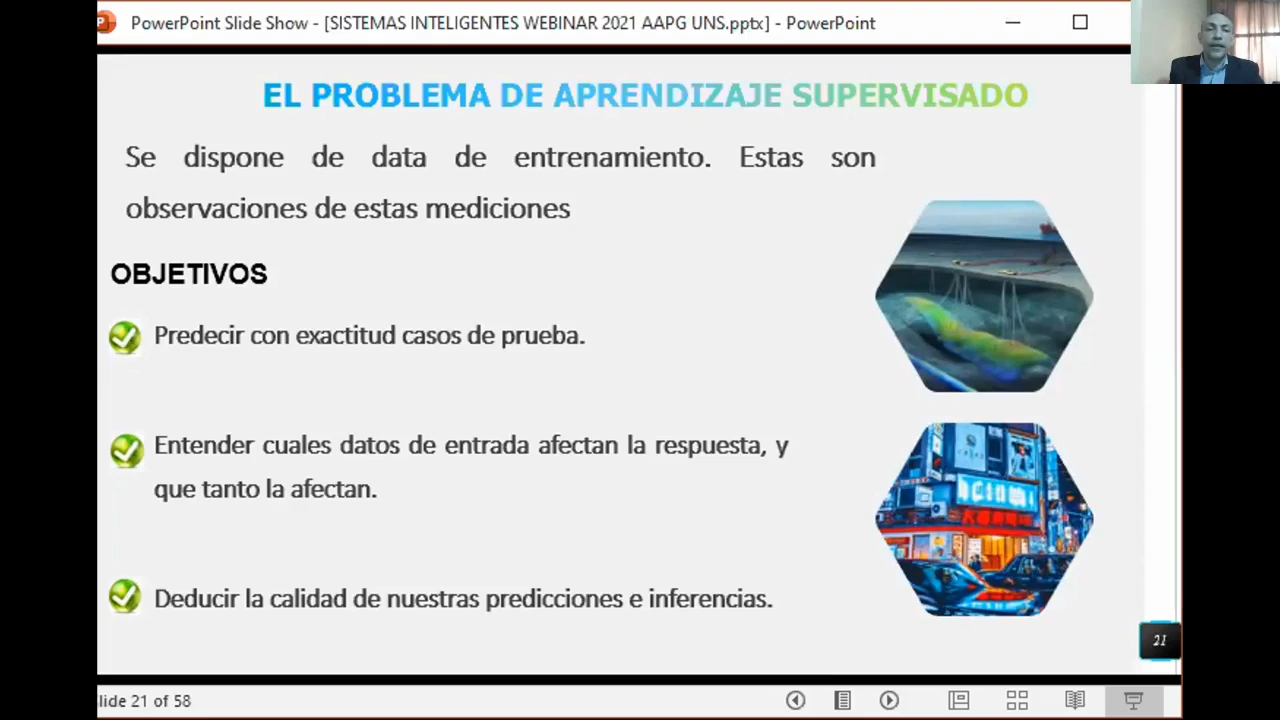 PowerPoint Slide Show - [SISTEMAS INTELIGENTES WEBINAR 2021 AAPG UNS.pptx] - PowerPoint
EL PROBLEMA DE APRENDIZAJE SUPERVISADO
Se dispone de data de entrenamiento. Estas son
observaciones de estas mediciones
OBJETIVOS
Predecir con exactitud casos de prueba.
Entender cuales datos de entrada afectan la respuesta, y
que tanto la afectan.
Deducir la calidad de nuestras predicciones e inferencias.
21
lide 21 of 58